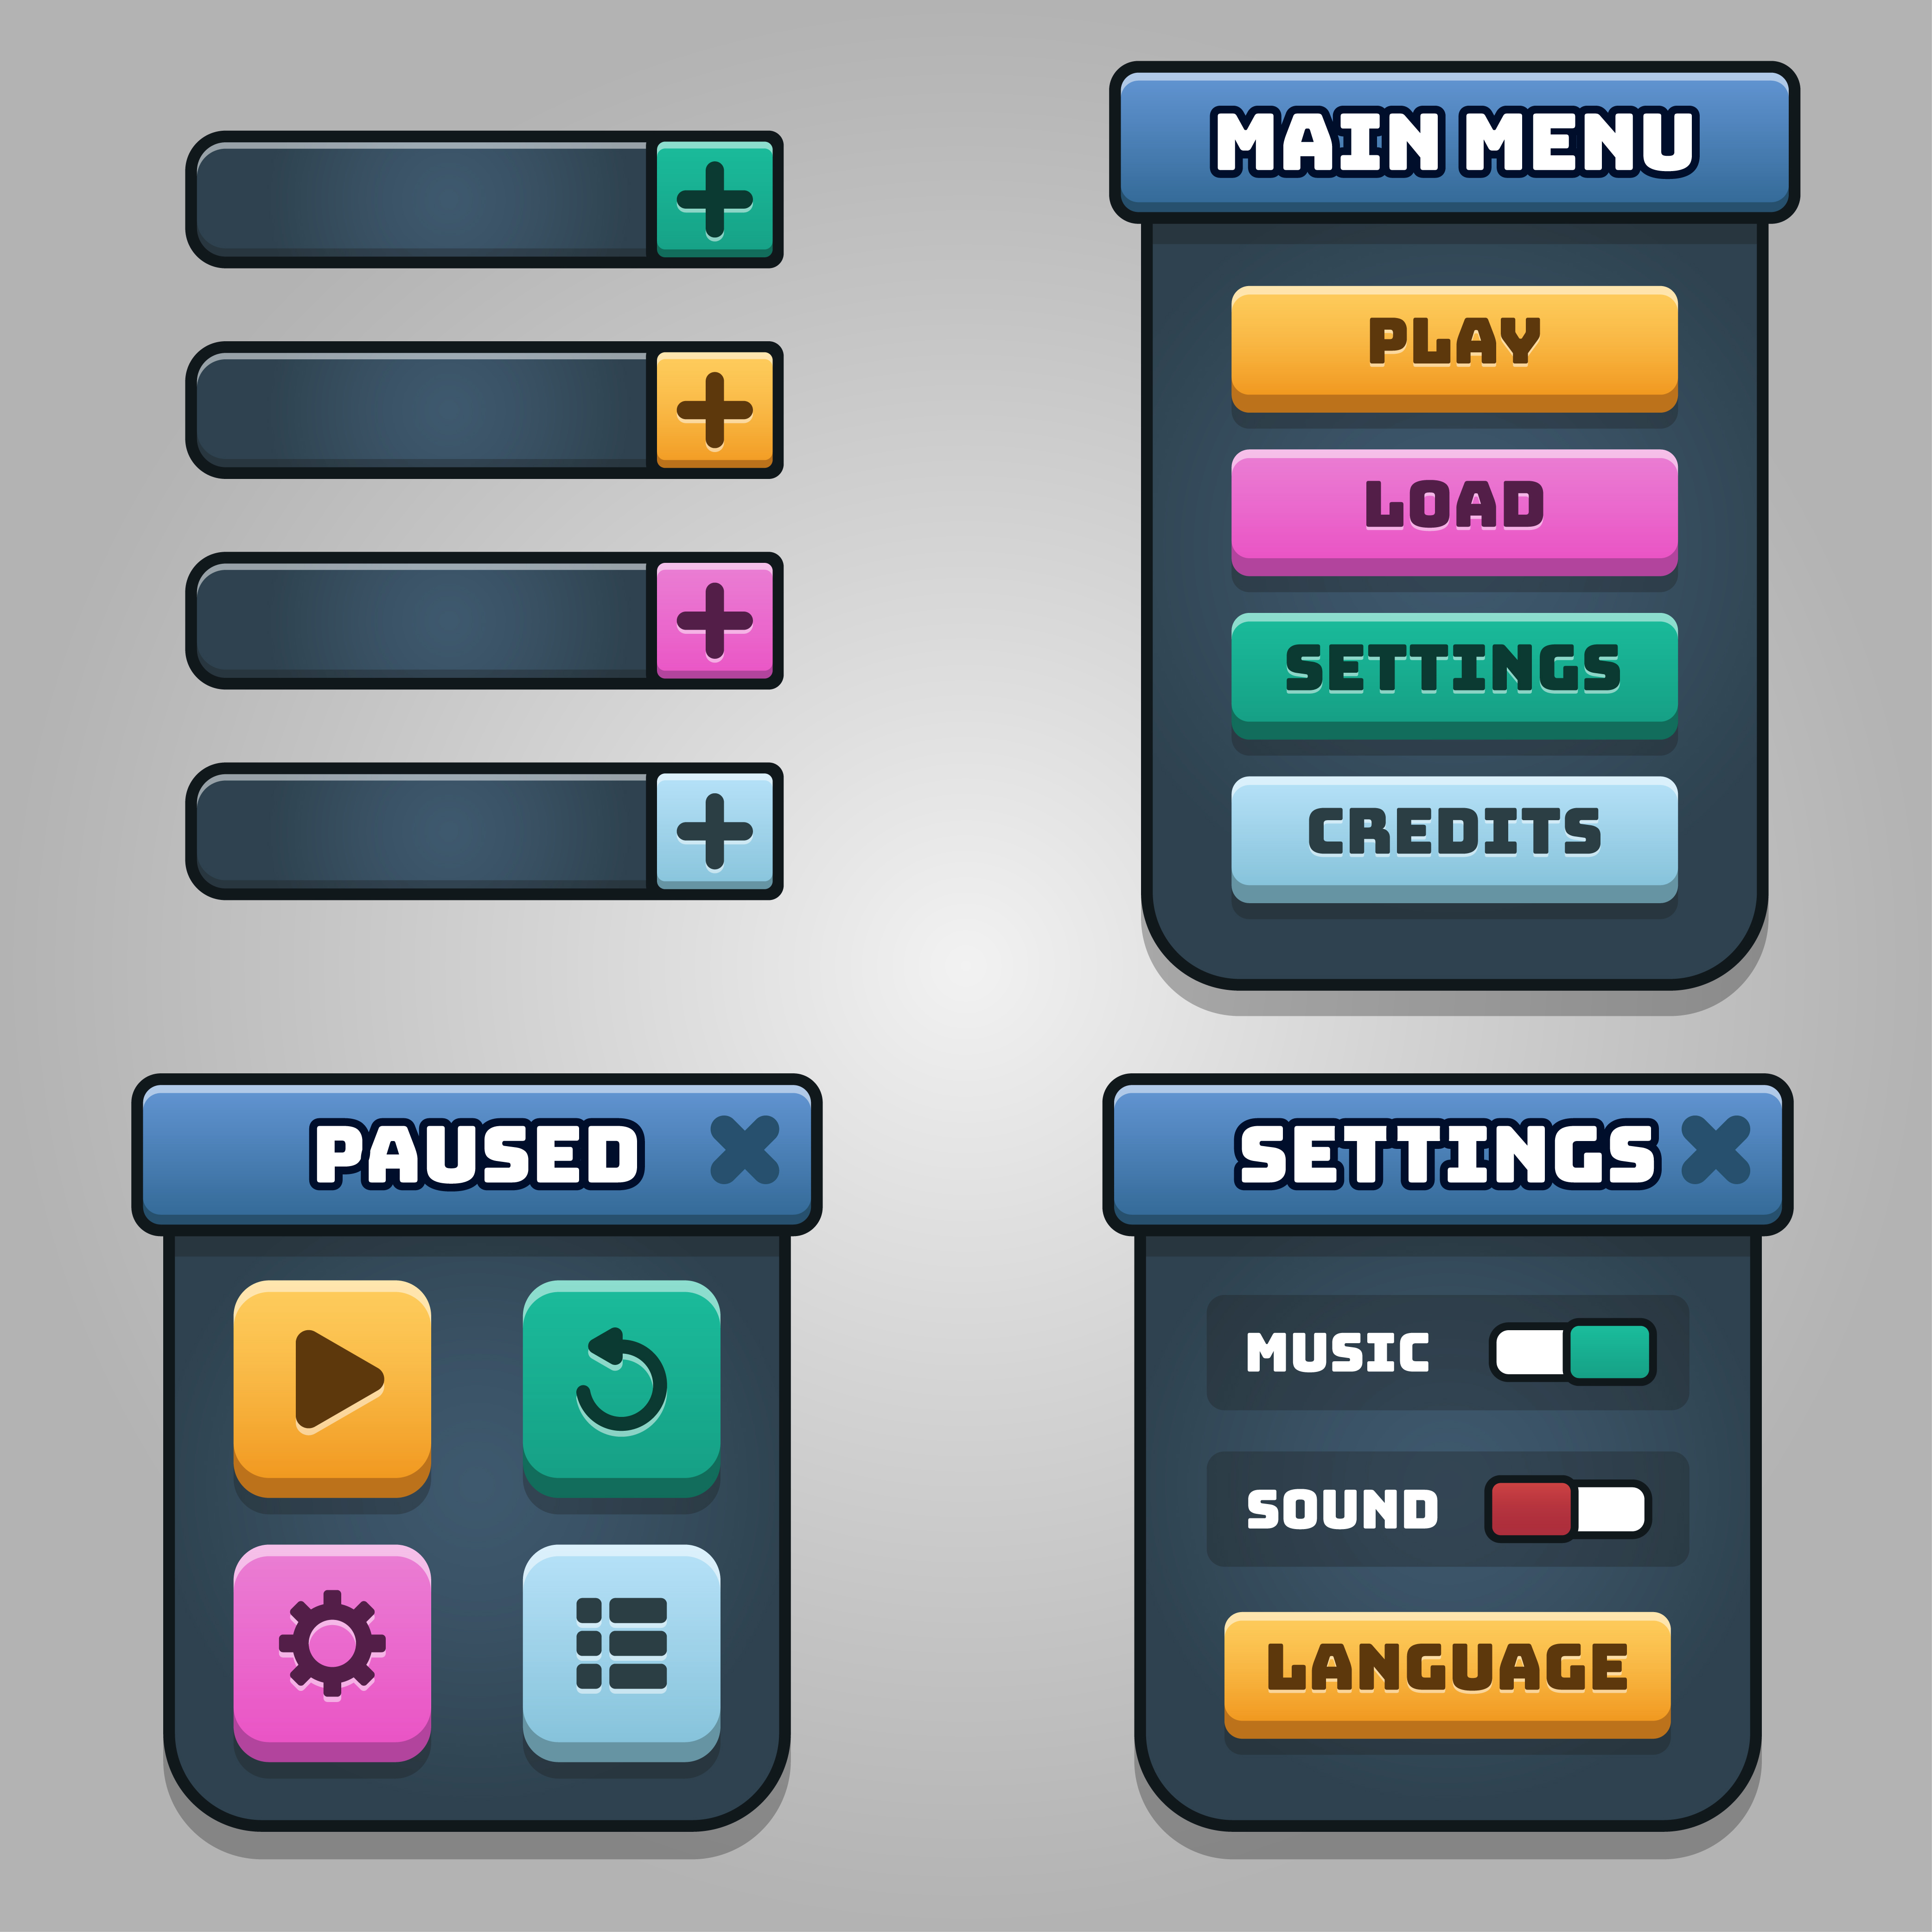 MAIN MENU
PLAY
LOAD
SETTINGS
CREDITS
PAUSED
SETTINGS
MUSIC
SOUND
LANGUAGE